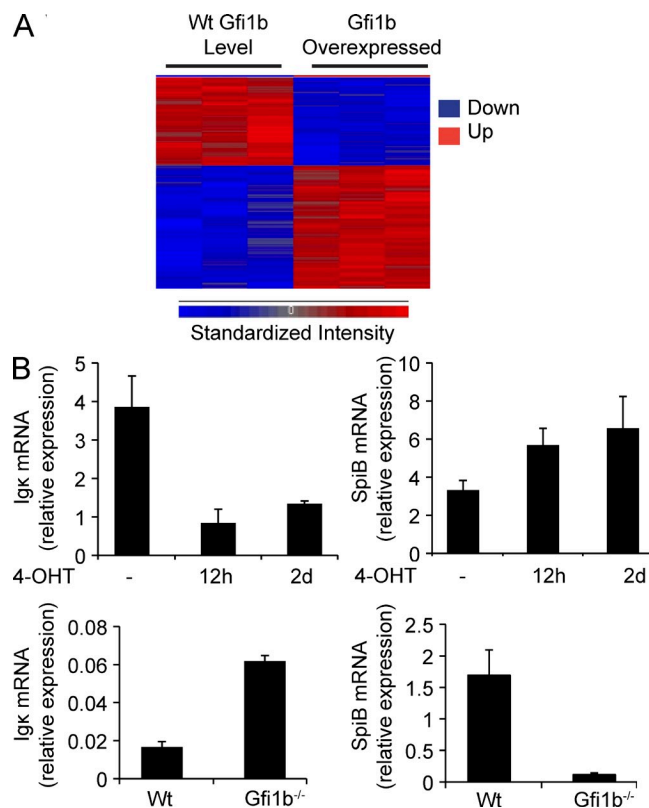 A
Wt Gfi1b
Level
Gfi1b
Overexpressed
Down
Up
0
Standardized Intensity
B
Igκ mRNA
(relative expression)
5
4
3
2
1
0
4-OHT - 12h 2d
SpiB mRNA
(relative expression)
10
8
6
4
2
0
4-OHT - 12h 2d
Igκ mRNA
(relative expression)
0.08
0.06
0.04
0.02
0
Wt Gfi1b-/-
SpiB mRNA
(relative expression)
2.5
2
1.5
1
0.5
0
Wt Gfi1b-/-